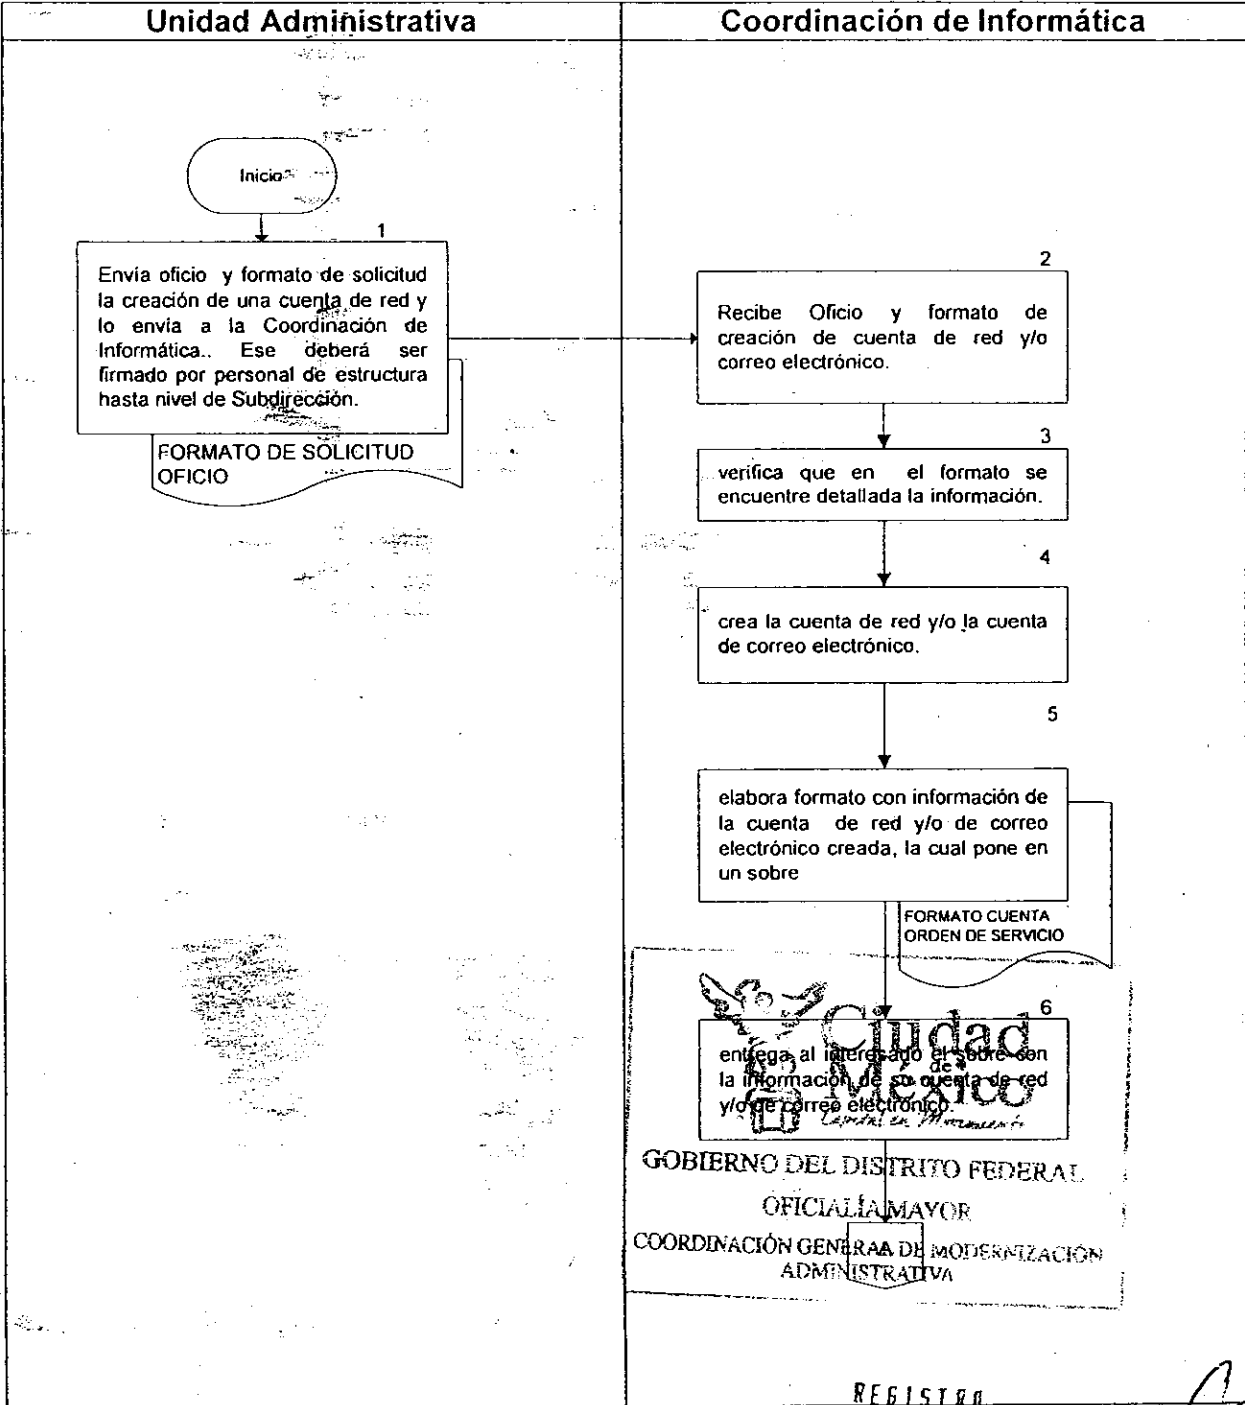 Unidad Administrativa
Coordinación de Informática
Inicio
1
Envía oficio y formato de solicitud
la creación de una cuenta de red y
lo envía a la Coordinación de
Informática.. Ese deberá ser
firmado por personal de estructura
hasta nivel de Subdirección.
FORMATO DE SOLICITUD
OFICIO
2
Recibe Oficio y formato de
creación de cuenta de red y/o
correo electrónico.
3
verifica que en el formato se
encuentre detallada la información.
4
crea la cuenta de red y/o la cuenta
de correo electrónico.
5
elabora formato con información de
la cuenta de red y/o de correo
electrónico creada, la cual pone en
un sobre
FORMATO CUENTA
ORDEN DE SERVICIO
6
entrega al interesado el sobre con
la información de su cuenta de red
y/o de correo electrónico.
Ciudad
de
México
Capital en Movimiento
GOBIERNO DEL DISTRITO FEDERAL
OFICIALÍA MAYOR
COORDINACIÓN GENERAL DE MODERNIZACIÓN
ADMINISTRATIVA
A
REGISTRO